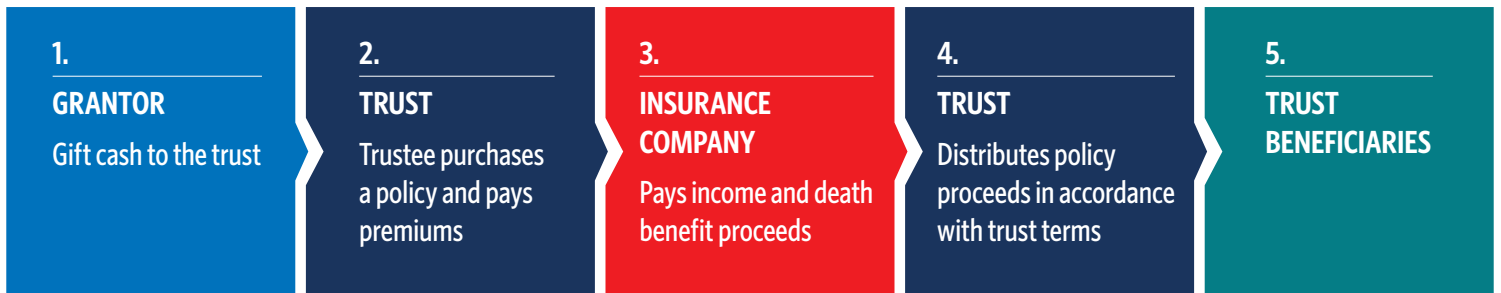 1.
GRANTOR
Gift cash to the trust
2.
TRUST
Trustee purchases
a policy and pays
premiums
3.
INSURANCE
COMPANY
Pays income and death
benefit proceeds
4.
TRUST
Distributes policy
proceeds in accordance
with trust terms
5.
TRUST
BENEFICIARIES